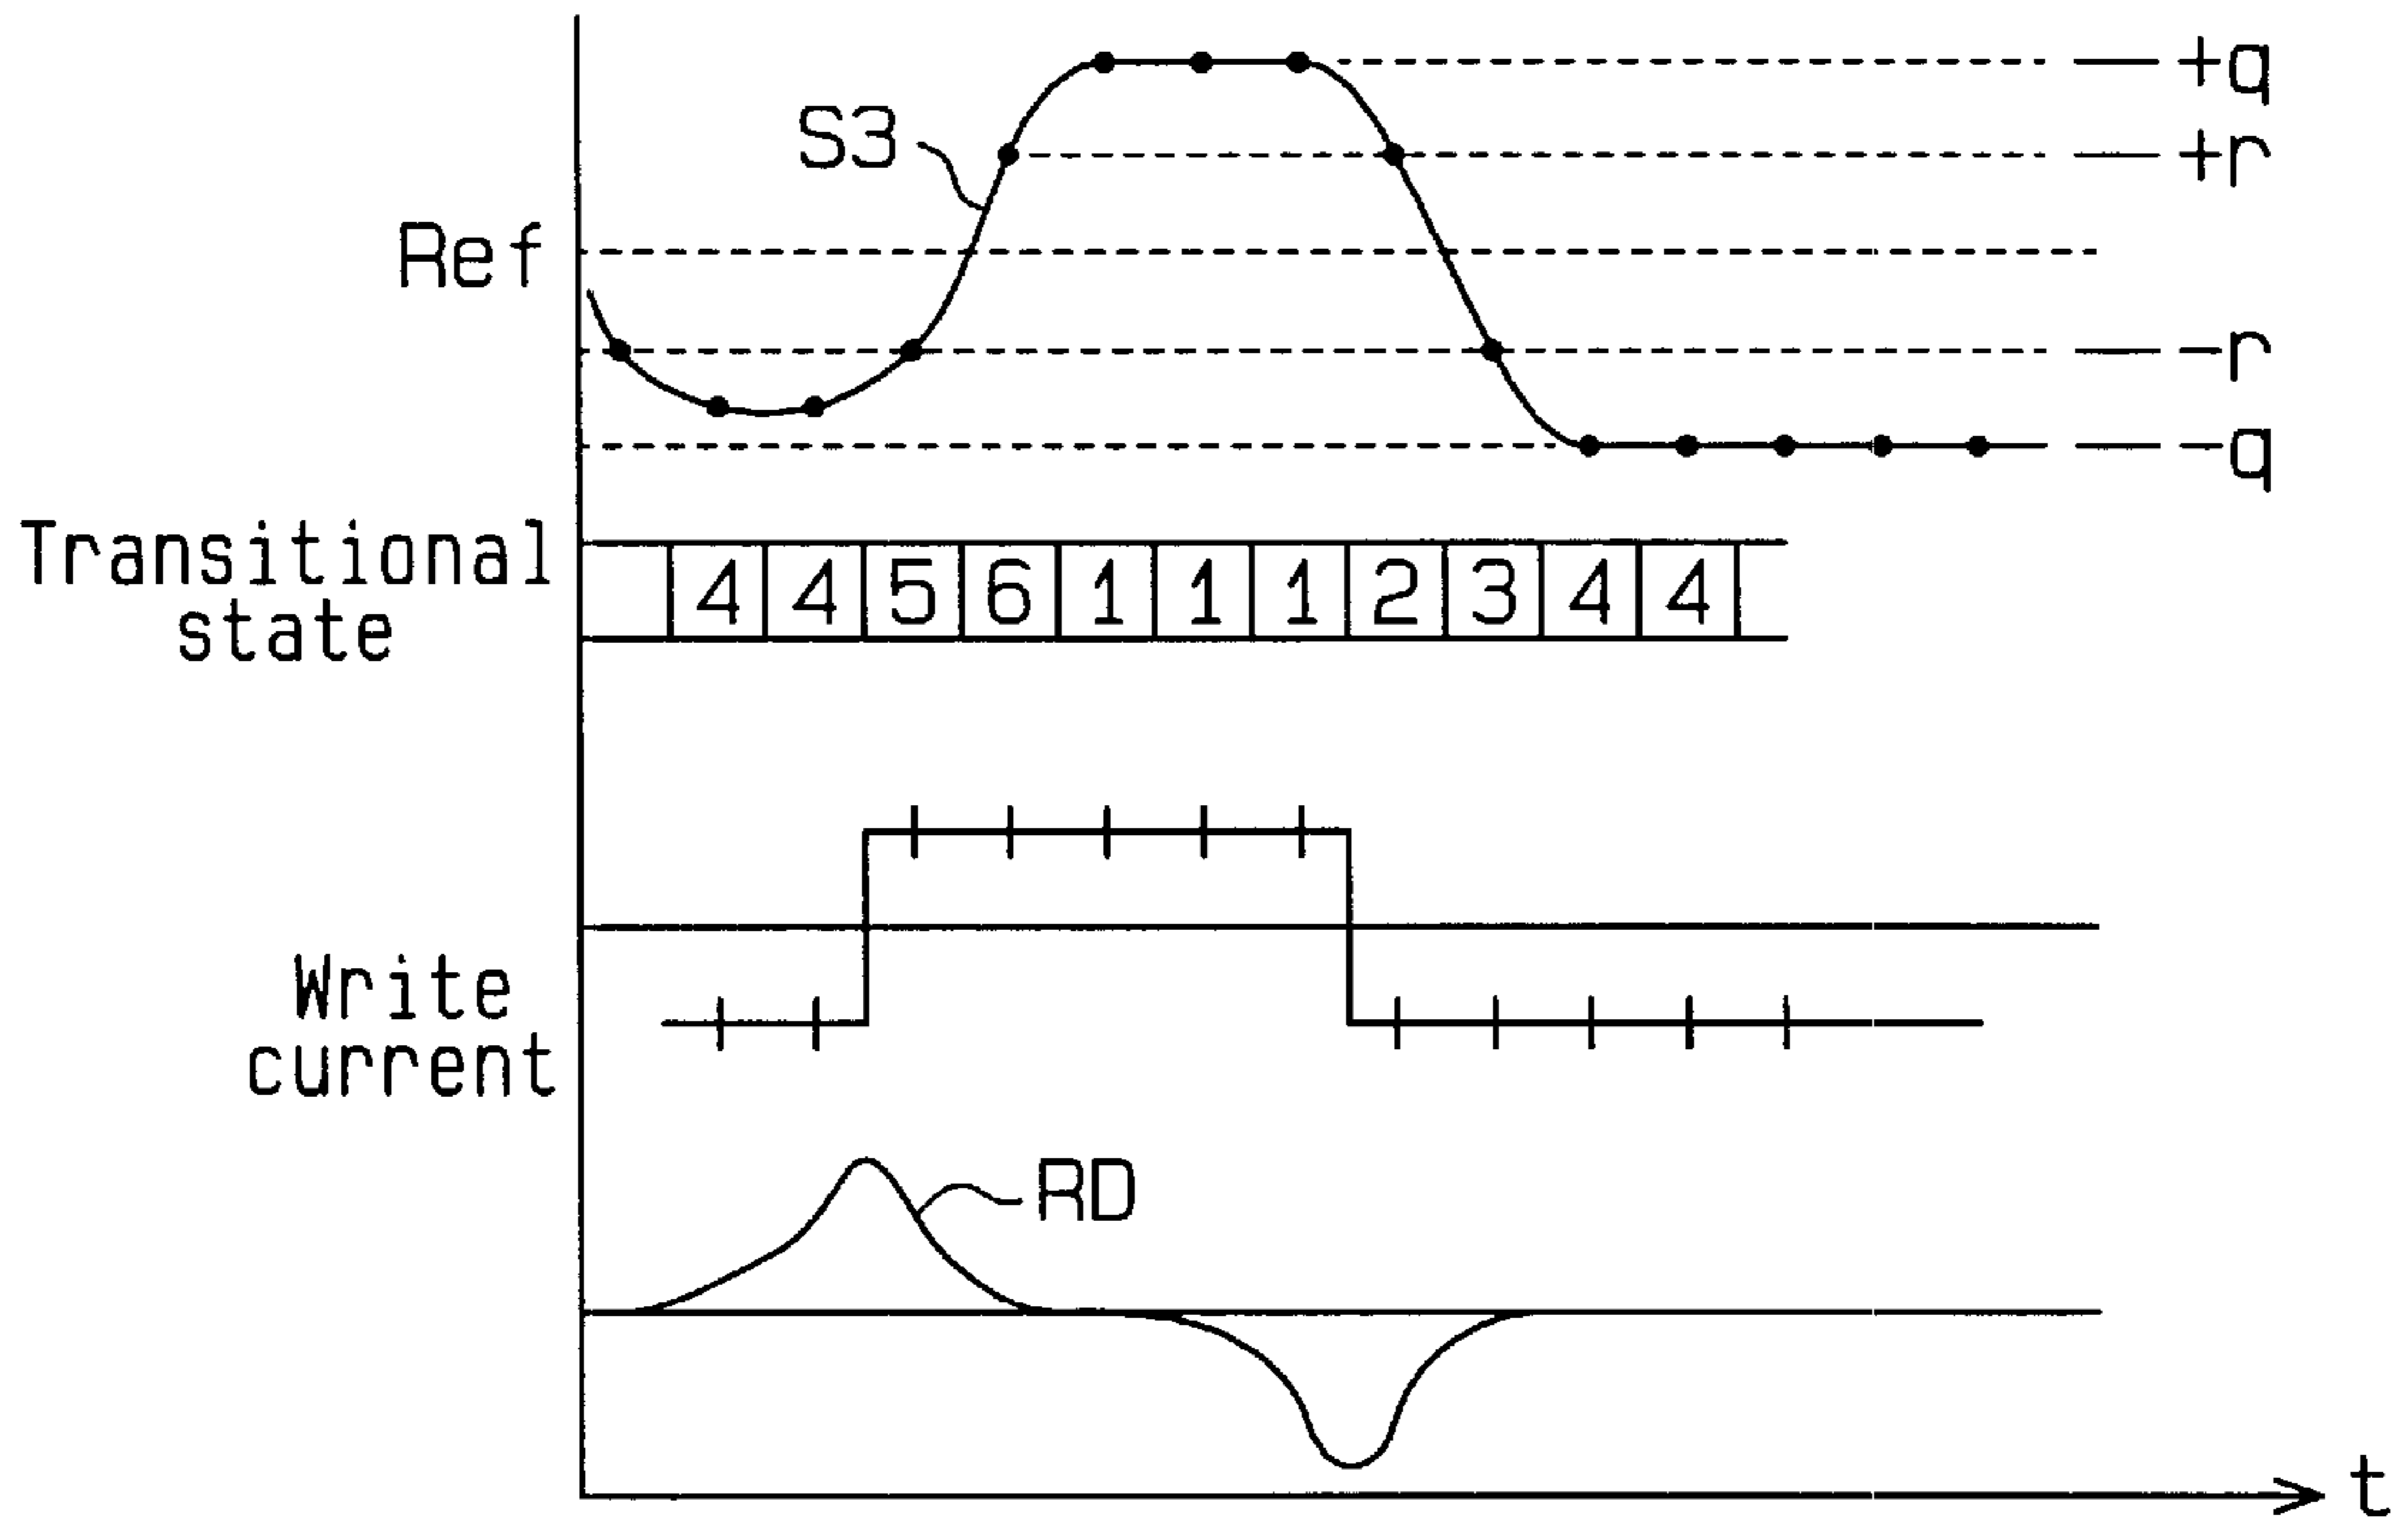 +q
S3
+r
Ref
-r
-q
Transitional
state
4 4 5 6 1 1 1 2 3 4 4
Write
current
RD
t